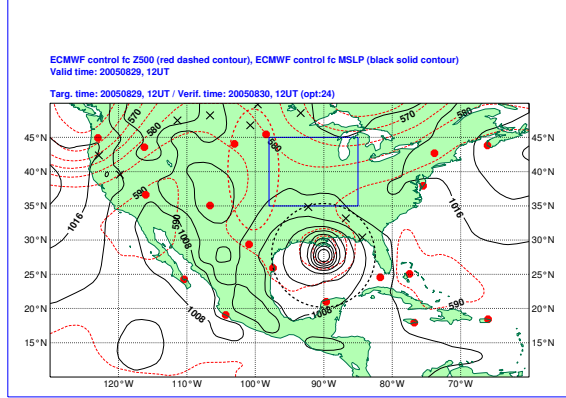 ECMWF control fc Z500 (red dashed contour), ECMWF control fc MSLP (black solid contour)
Valid time: 20050829, 12UT
Targ. time: 20050829, 12UT / Verif. time: 20050830, 12UT (opt:24)
570
570
580
580
580
45°N
45°N
40°N
40°N
590
35°N
35°N
590
1016
1016
30°N
30°N
1008
25°N
25°N
590
20°N
20°N
1008
1008
15°N
15°N
120°W
110°W
100°W
90°W
80°W
70°W